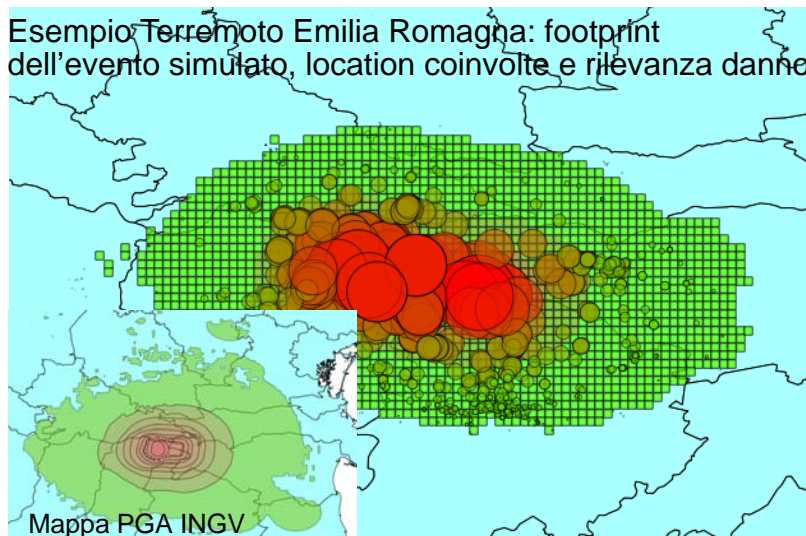 Esempio Terremoto Emilia Romagna: footprint
dell'evento simulato, location coinvolte e rilevanza danno
Mappa PGA INGV